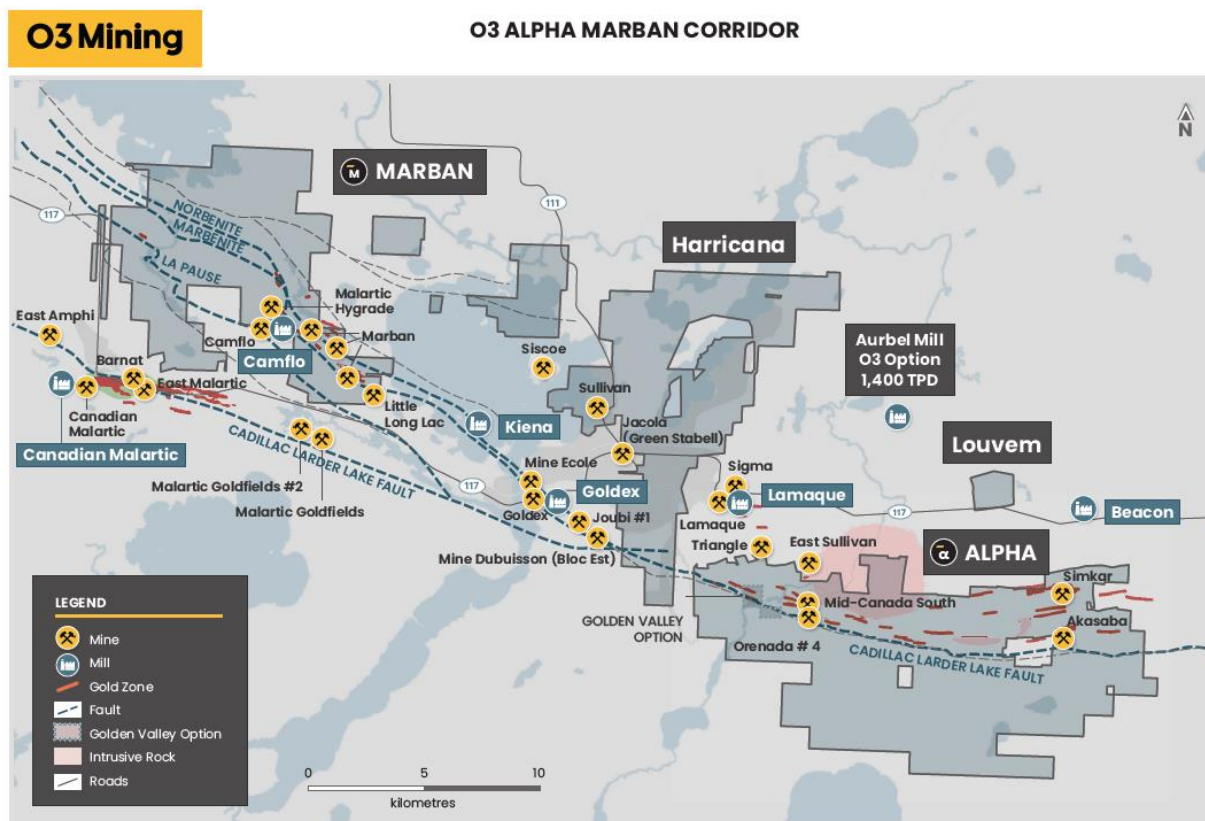 O3 Mining
O3 ALPHA MARBAN CORRIDOR
N
MARBAN
M
111
117
NORBENITE
MARBENITE
LA PAUSE
Harricana
Malartic
Hygrade
East Amphi
Camflo
Marban
Camflo
Siscoe
Aurbel Mill
O3 Option
1,400 TPD
Barnat
East Malartic
Sullivan
Canadian
Malartic
Little
Long Lac
Kiena
Jacola
(Green Stabell)
Louvem
Canadian Malartic
CADILLAC LARDER LAKE FAULT
Mine Ecole
Sigma
Malartic Goldfields #2
117
Goldex
Lamaque
Malartic Goldfields
Goldex
Joubi #1
Lamaque
117
Beacon
Triangle
East Sullivan
α ALPHA
Mine Dubuisson (Bloc Est)
Simkar
Mid-Canada South
GOLDEN VALLEY
OPTION
Akasaba
Orenada # 4
CADILLAC LARDER LAKE FAULT
LEGEND
Mine
Mill
Gold Zone
Fault
Golden Valley Option
Intrusive Rock
Roads
0 5 10
kilometres